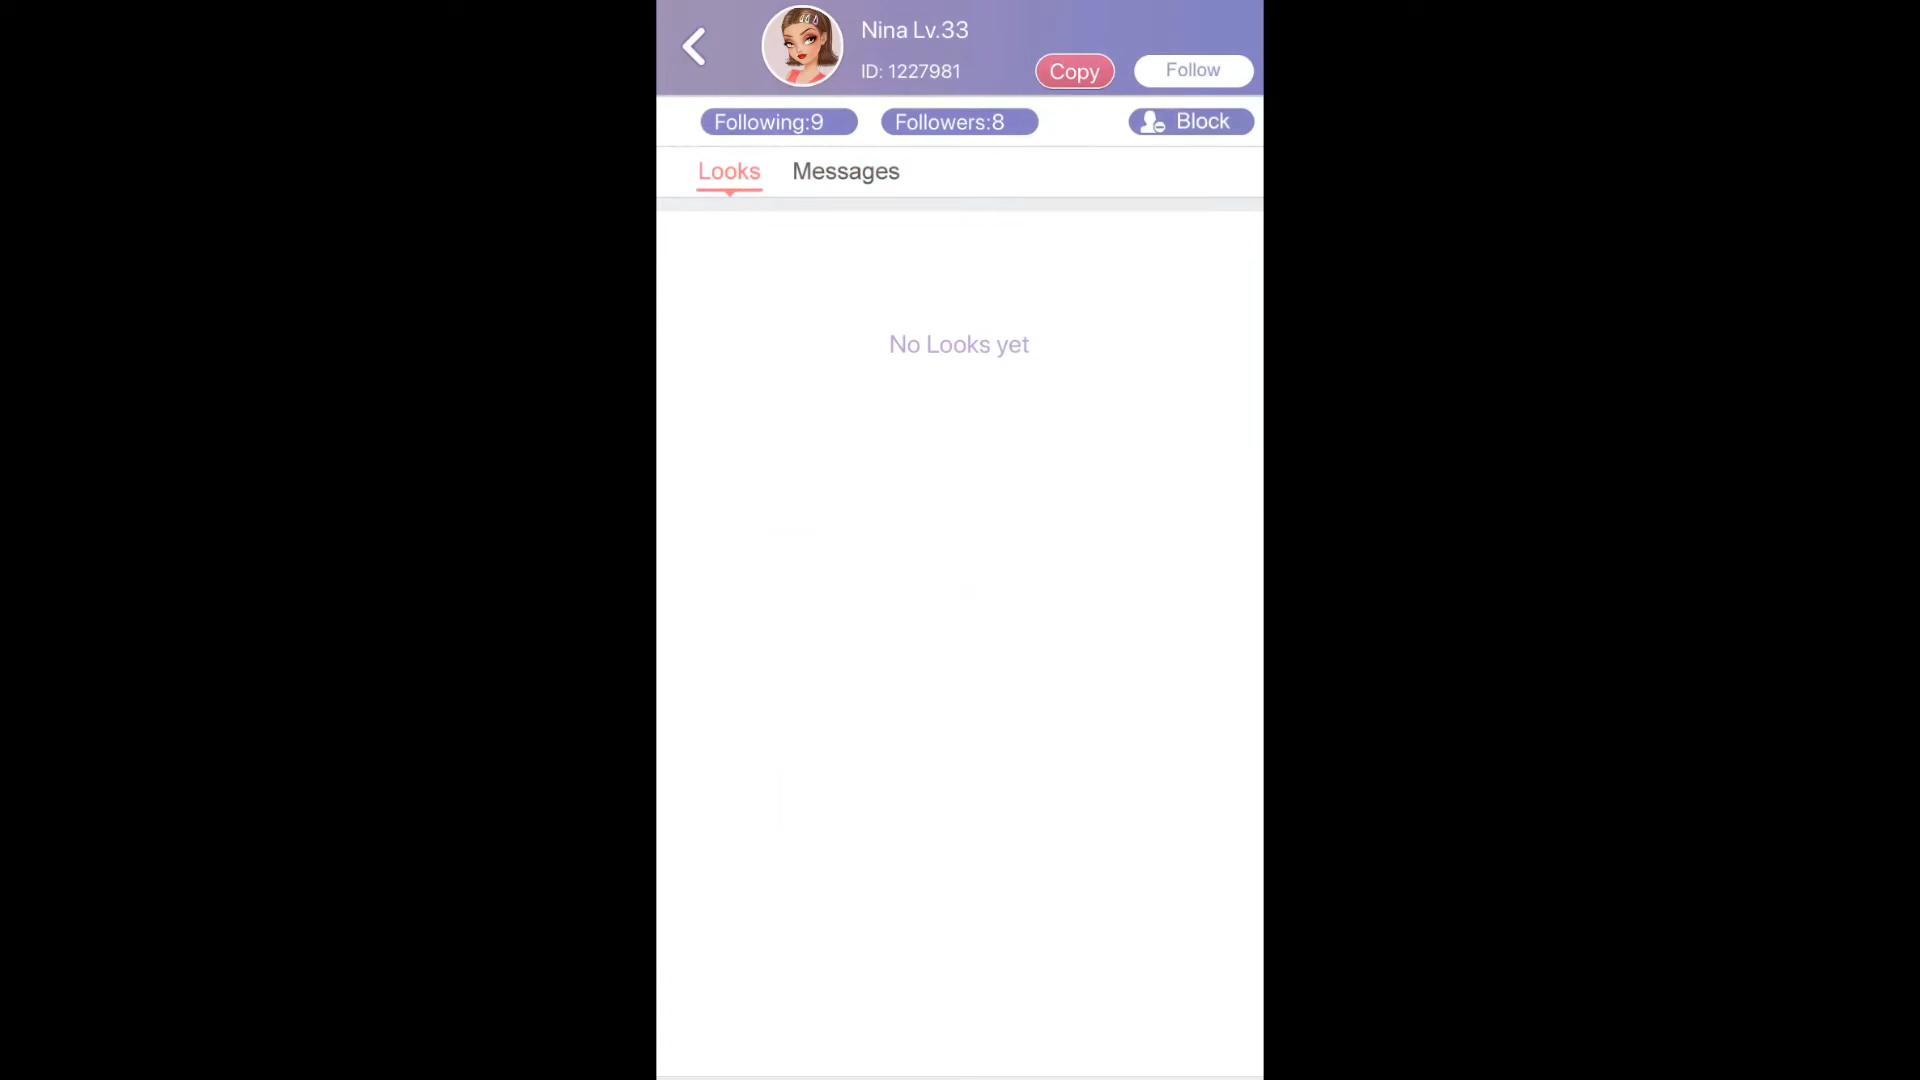 Nina Lv.33
ID: 1227981
Copy
Follow
Following:9
Followers:8
Block
Looks
Messages
No Looks yet